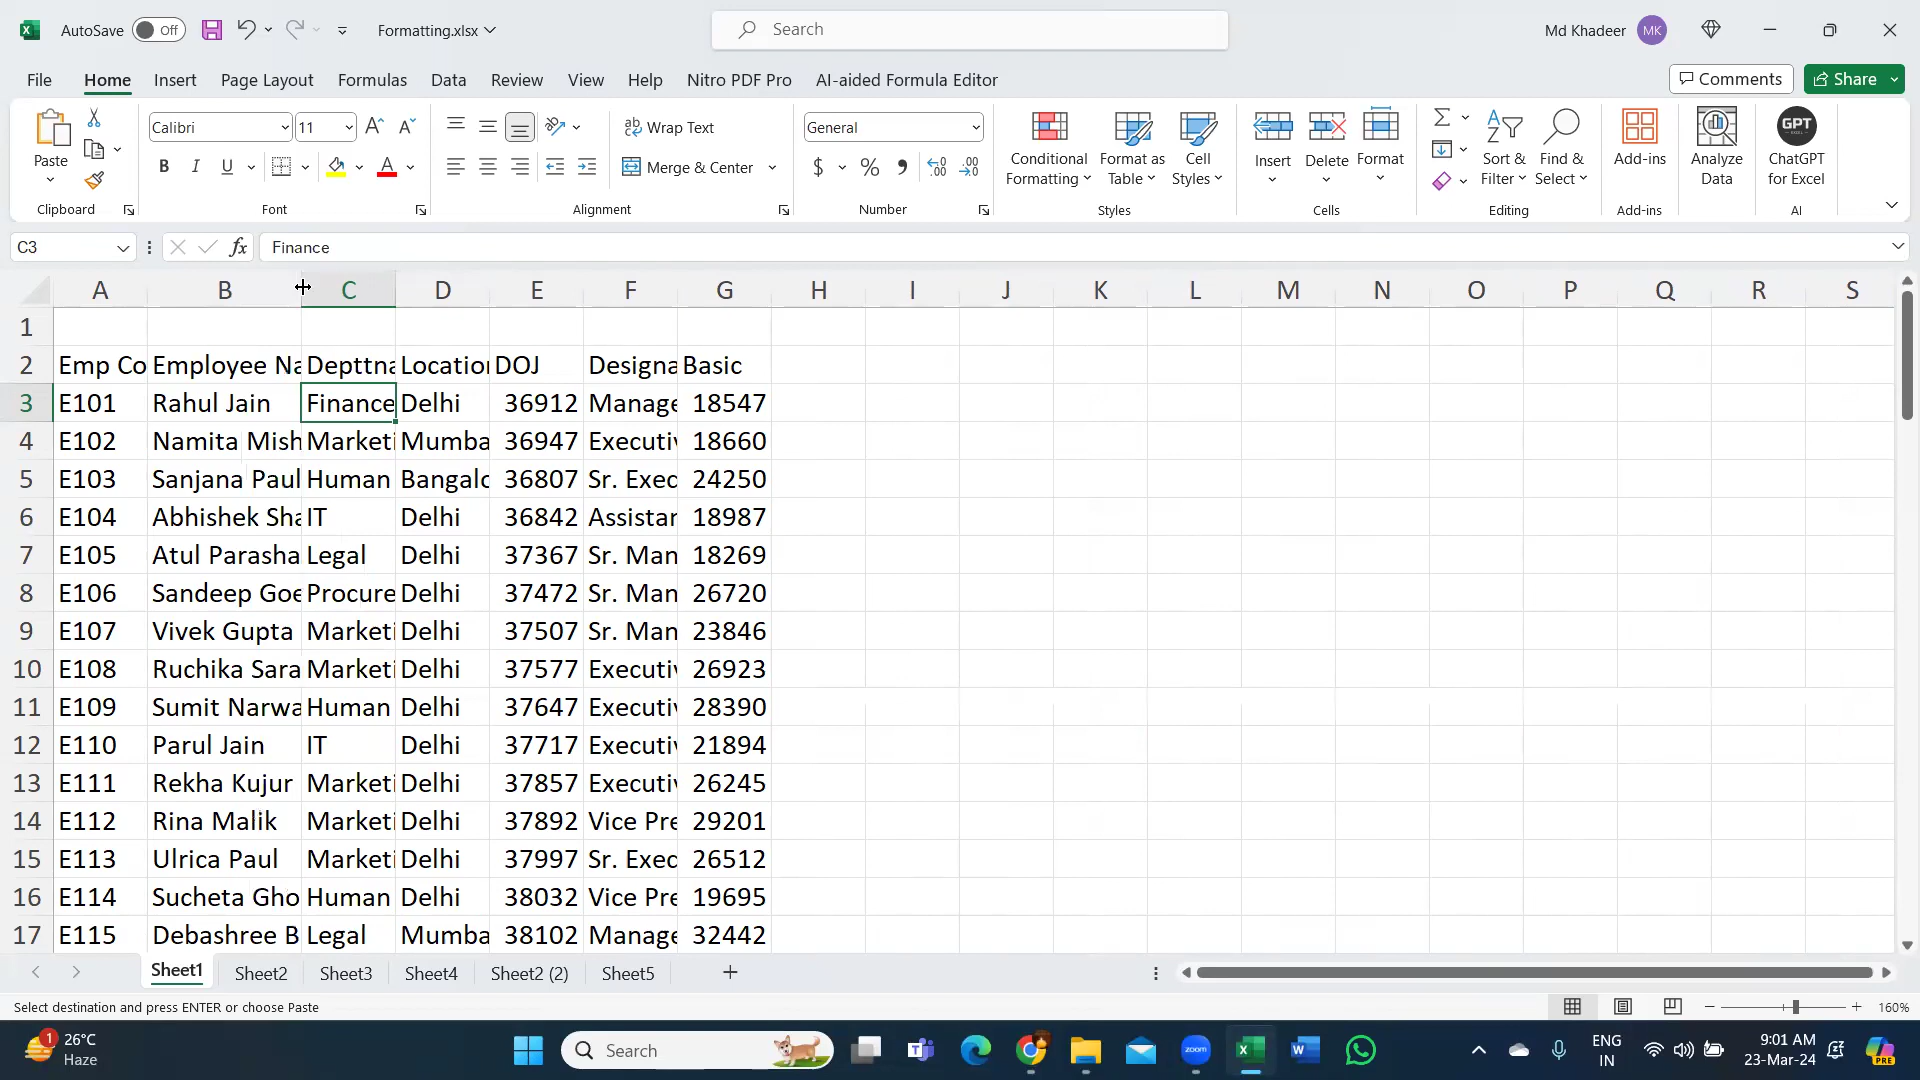 AutoSave Off Formatting.xlsx Search Md Khadeer MK
File Home Insert Page Layout Formulas Data Review View Help Nitro PDF Pro AI-aided Formula Editor Comments Share
Paste Calibri 11 Wrap Text General Conditional Formatting Format as Table Cell Styles Insert Delete Format Sort & Filter Find & Select Add-ins Analyze Data GPT ChatGPT for Excel
B I U A Merge & Center $ %
Clipboard Font Alignment Number Styles Cells Editing Add-ins AI
C3 fx Finance
A B C D E F G H I J K L M N O P Q R S
1
2 Emp Co Employee Na Depttna Location DOJ Designa Basic
3 E101 Rahul Jain Finance Delhi 36912 Manage 18547
4 E102 Namita Mish Marketi Mumba 36947 Executiv 18660
5 E103 Sanjana Paul Human Bangalo 36807 Sr. Exec 24250
6 E104 Abhishek Sha IT Delhi 36842 Assistan 18987
7 E105 Atul Parasha Legal Delhi 37367 Sr. Man 18269
8 E106 Sandeep Goe Procure Delhi 37472 Sr. Man 26720
9 E107 Vivek Gupta Marketi Delhi 37507 Sr. Man 23846
10 E108 Ruchika Sara Marketi Delhi 37577 Executiv 26923
11 E109 Sumit Narwa Human Delhi 37647 Executiv 28390
12 E110 Parul Jain IT Delhi 37717 Executiv 21894
13 E111 Rekha Kujur Marketi Delhi 37857 Executiv 26245
14 E112 Rina Malik Marketi Delhi 37892 Vice Pre 29201
15 E113 Ulrica Paul Marketi Delhi 37997 Sr. Exec 26512
16 E114 Sucheta Gho Human Delhi 38032 Vice Pre 19695
17 E115 Debashree B Legal Mumba 38102 Manage 32442
Sheet1 Sheet2 Sheet3 Sheet4 Sheet2 (2) Sheet5
Select destination and press ENTER or choose Paste 160%
1 26°C Haze Search zoom ENG IN 9:01 AM 23-Mar-24 PRE